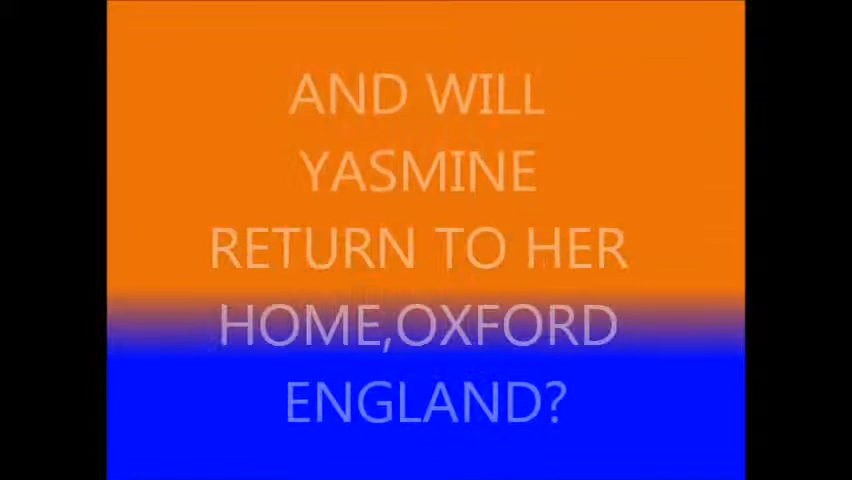 AND WILL
YASMINE
RETURN TO HER
HOME,OXFORD
ENGLAND?